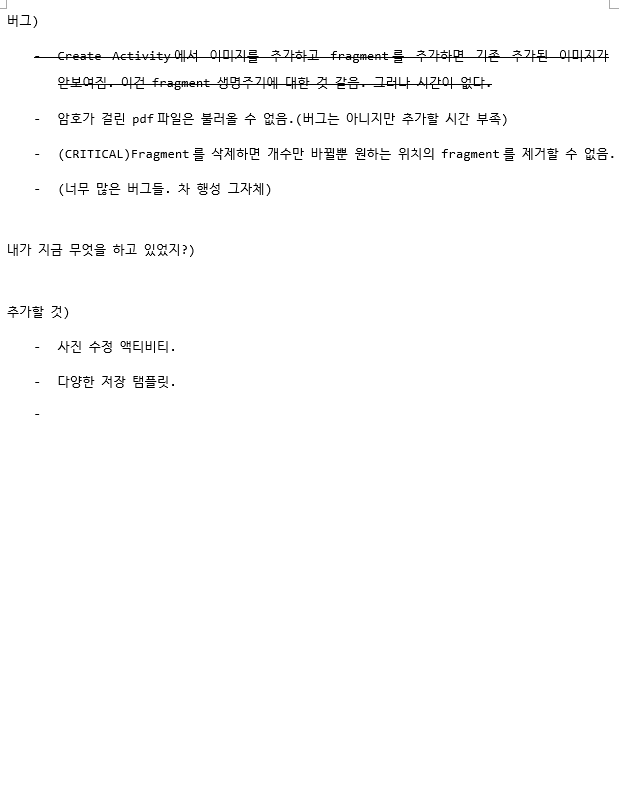 버그)
- Create Activity에서 이미지를 추가하고 fragment를 추가하면 기존 추가된 이미지가
안보여짐. 이건 fragment 생명주기에 대한 것 같음. 그러나 시간이 없다.
- 암호가 걸린 pdf파일은 불러올 수 없음.(버그는 아니지만 추가할 시간 부족)
- (CRITICAL)Fragment를 삭제하면 개수만 바뀔뿐 원하는 위치의 fragment를 제거할 수 없음.
- (너무 많은 버그들. 차 행성 그자체)
내가 지금 무엇을 하고 있었지?)
추가할 것)
- 사진 수정 액티비티.
- 다양한 저장 탬플릿.
-